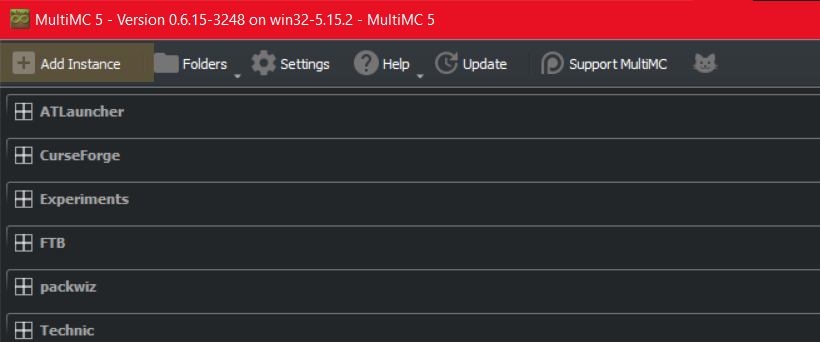 MultiMC 5 - Version 0.6.15-3248 on win32-5.15.2 - MultiMC 5
Add Instance Folders Settings Help Update Support MultiMC
ATLauncher
CurseForge
Experiments
FTB
packwiz
Technic